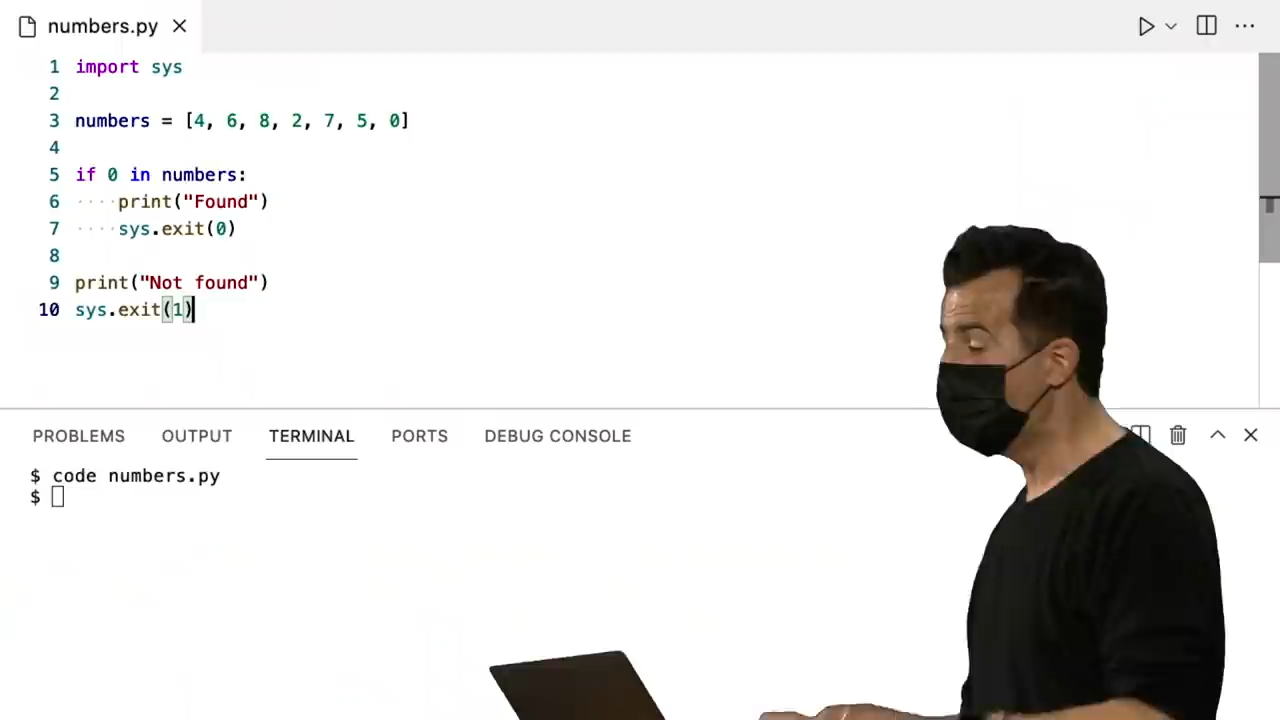 numbers.py
1 import sys
2
3 numbers = [4, 6, 8, 2, 7, 5, 0]
4
5 if 0 in numbers:
6 ····print("Found")
7 ····sys.exit(0)
8
9 print("Not found")
10 sys.exit(1)
PROBLEMS OUTPUT TERMINAL PORTS DEBUG CONSOLE
$ code numbers.py
$